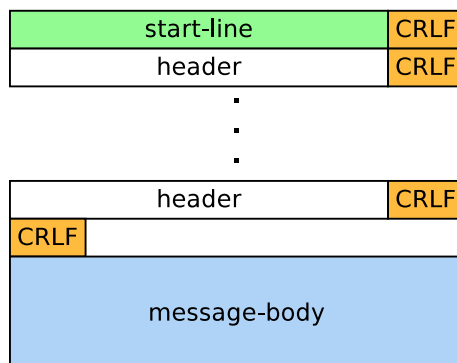 start-line CRLF
header CRLF
header CRLF
CRLF
message-body